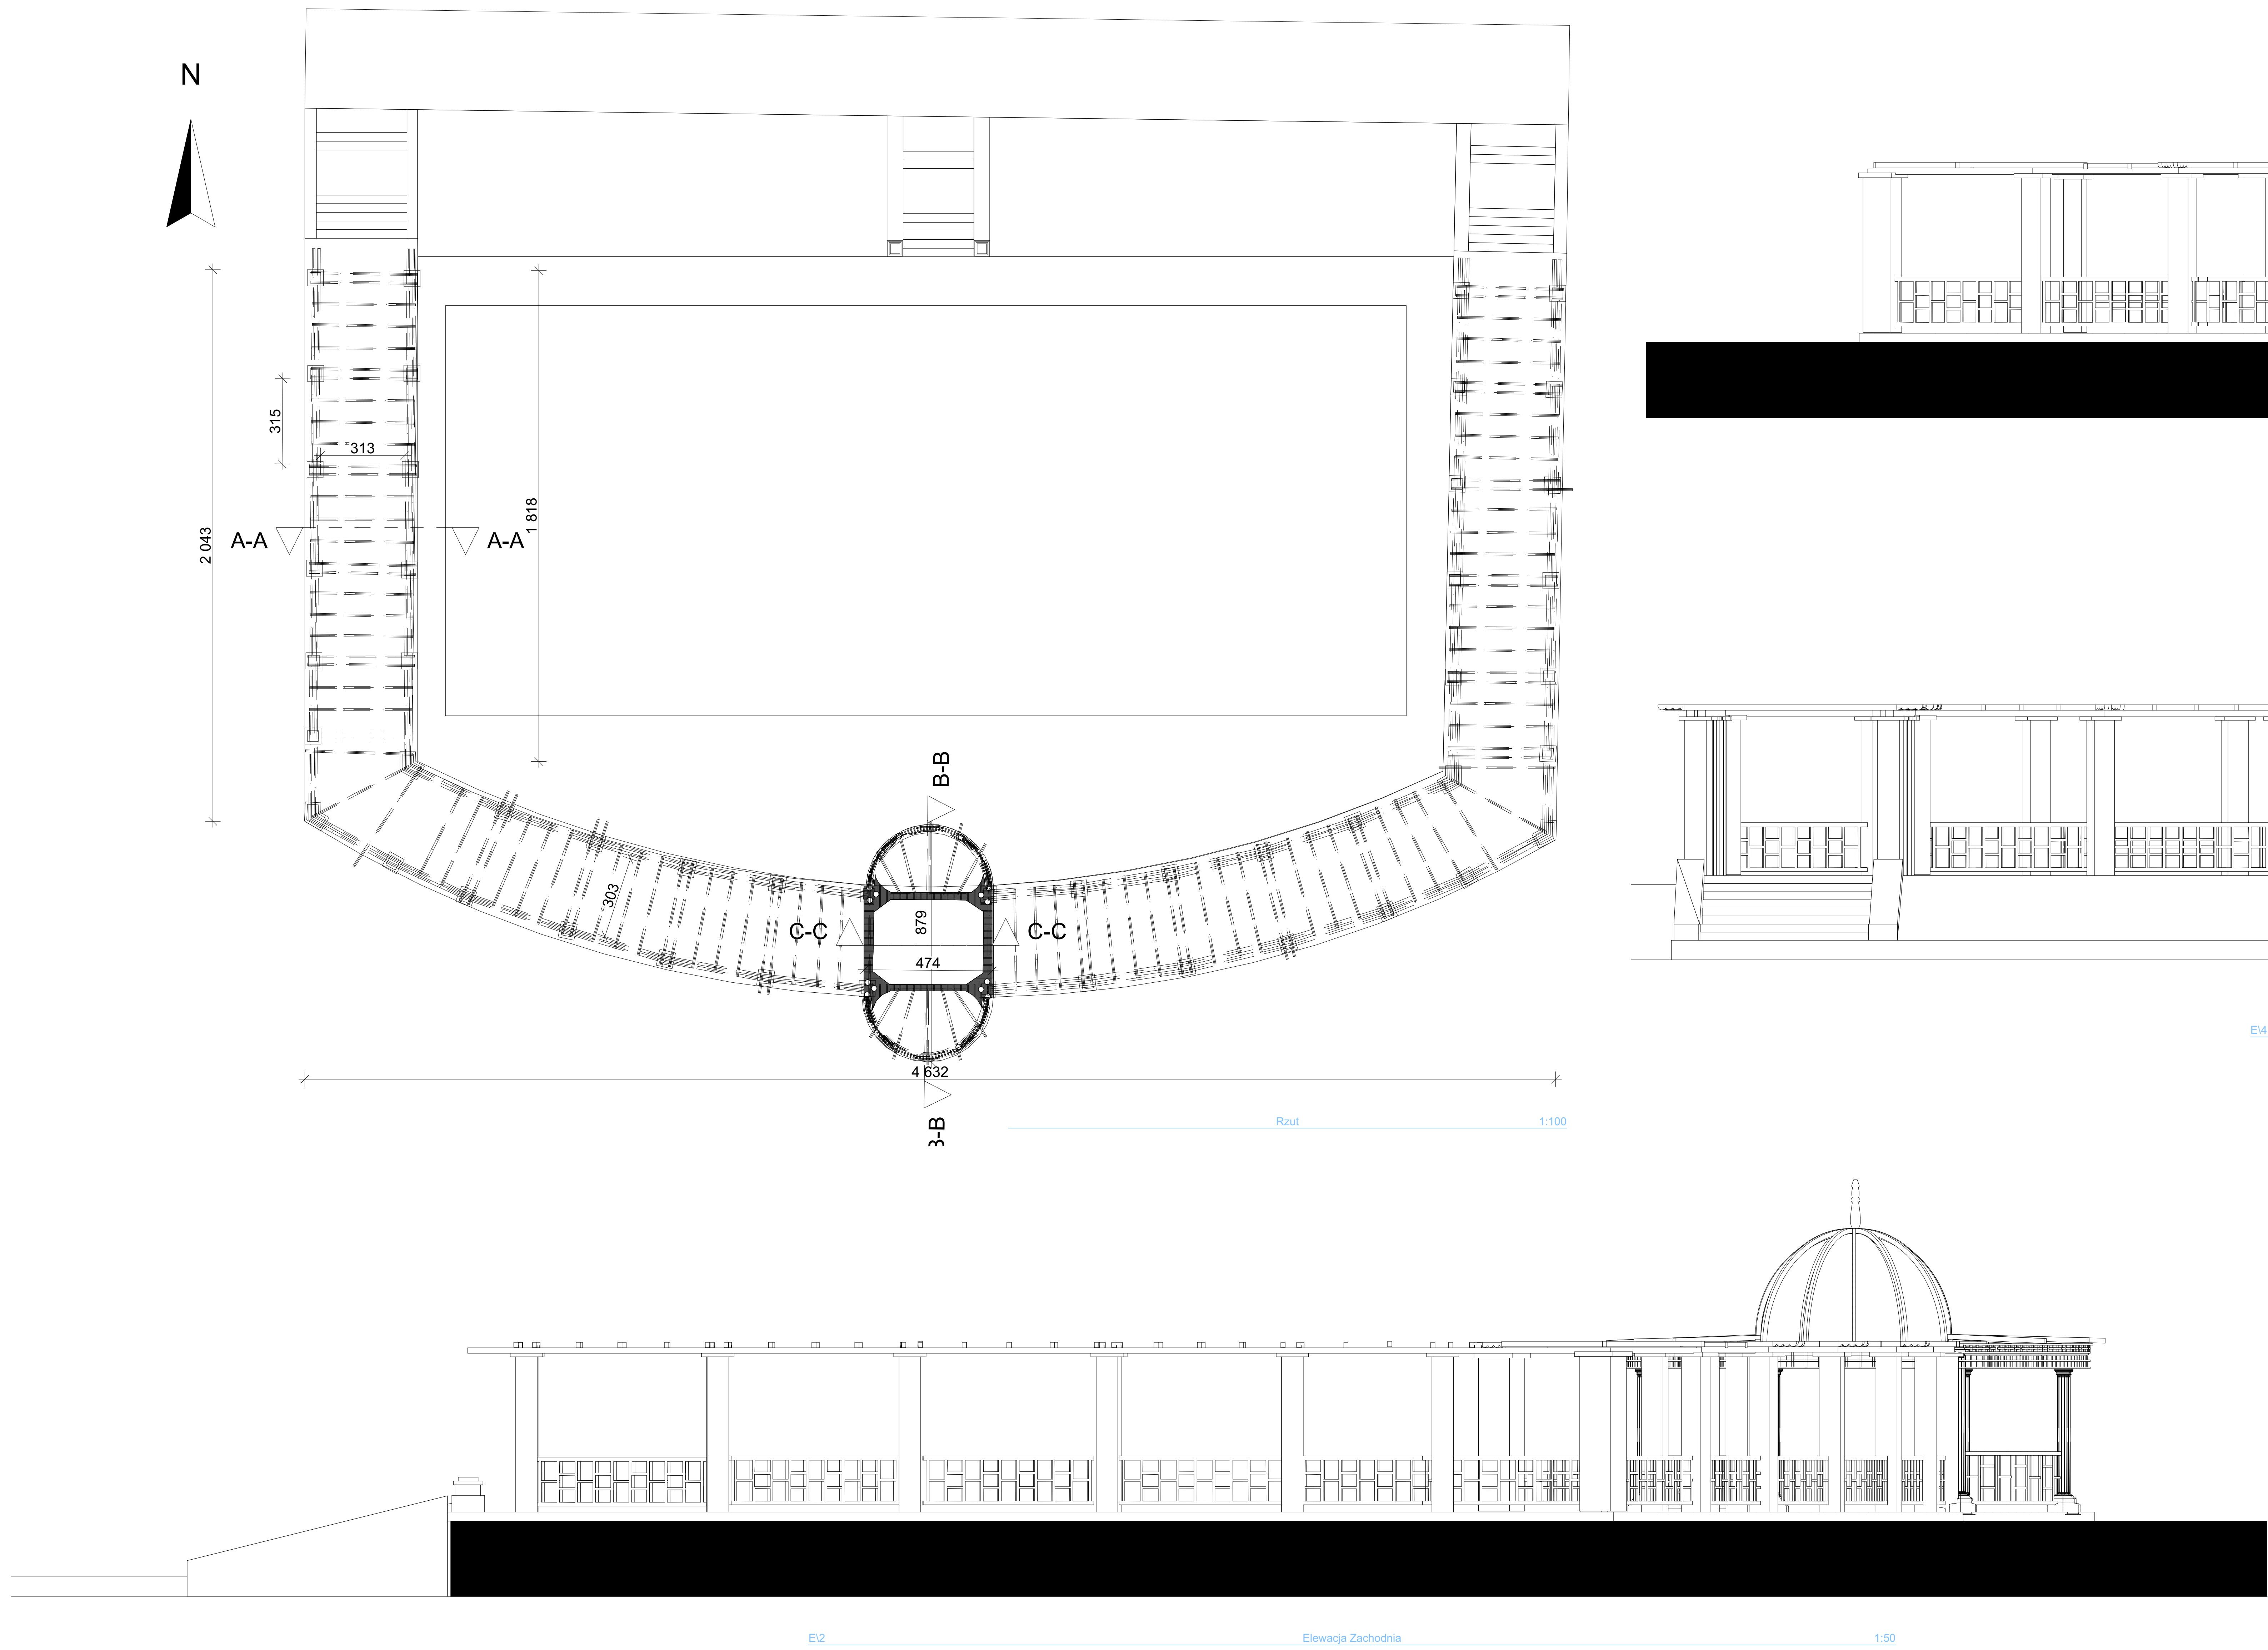 N
315
313
2 043
1 818
A-A
A-A
B-B
303
879
C-C
C-C
474
4 632
B-B
Rzut 1:100
E\4
E\2 Elewacja Zachodnia 1:50